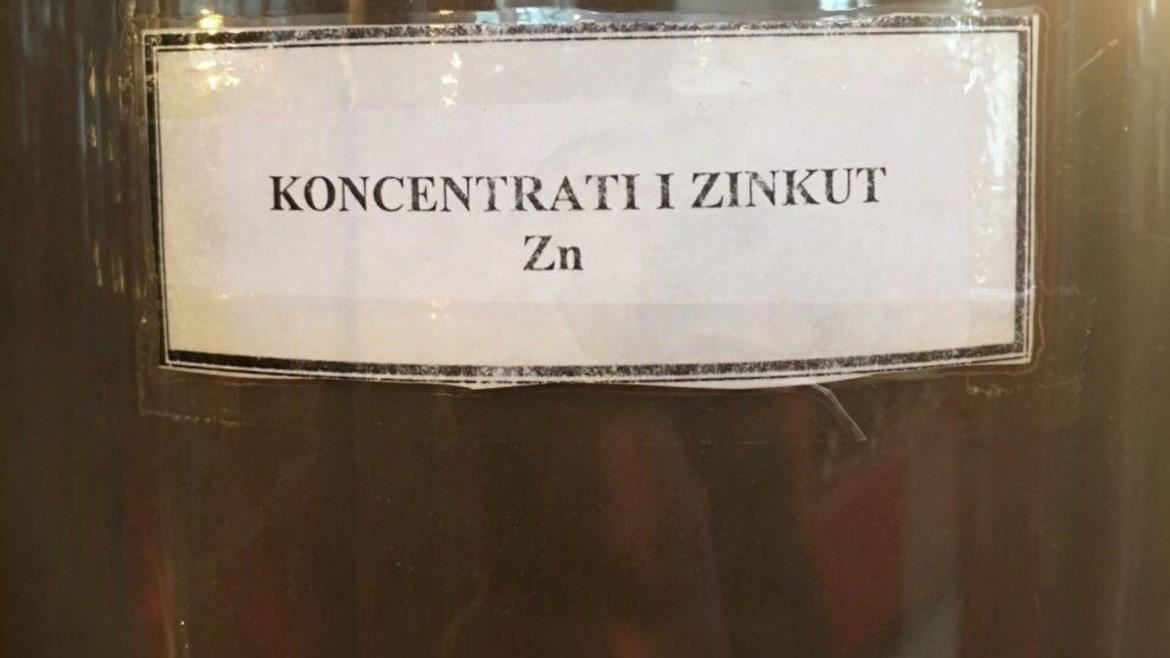 KONCENTRATI I ZINKUT
Zn